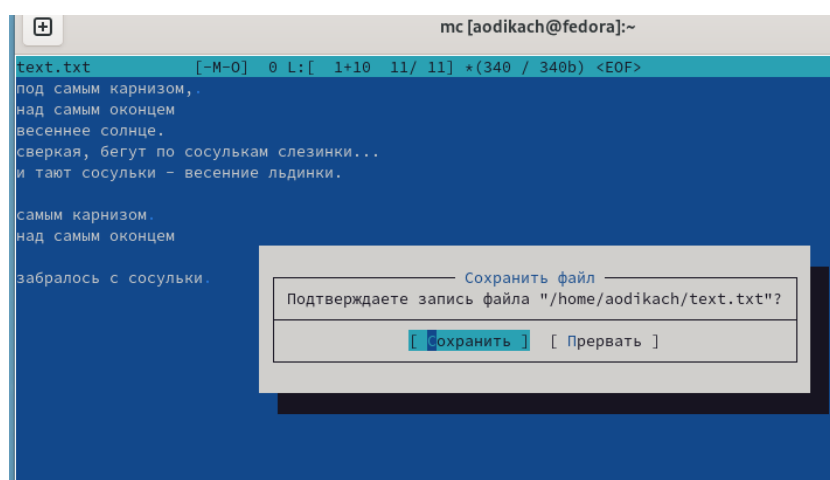 mc [aodikach@fedora]:~
text.txt [-M-O] 0 L:[ 1+10 11/ 11] *(340 / 340b) <EOF>
под самым карнизом,.
над самым оконцем
весеннее солнце.
сверкая, бегут по сосулькам слезинки...
и тают сосульки - весенние льдинки.
самым карнизом.
над самым оконцем
забралось с сосульки.
Сохранить файл
Подтверждаете запись файла "/home/aodikach/text.txt"?
[ Сохранить ] [ Прервать ]